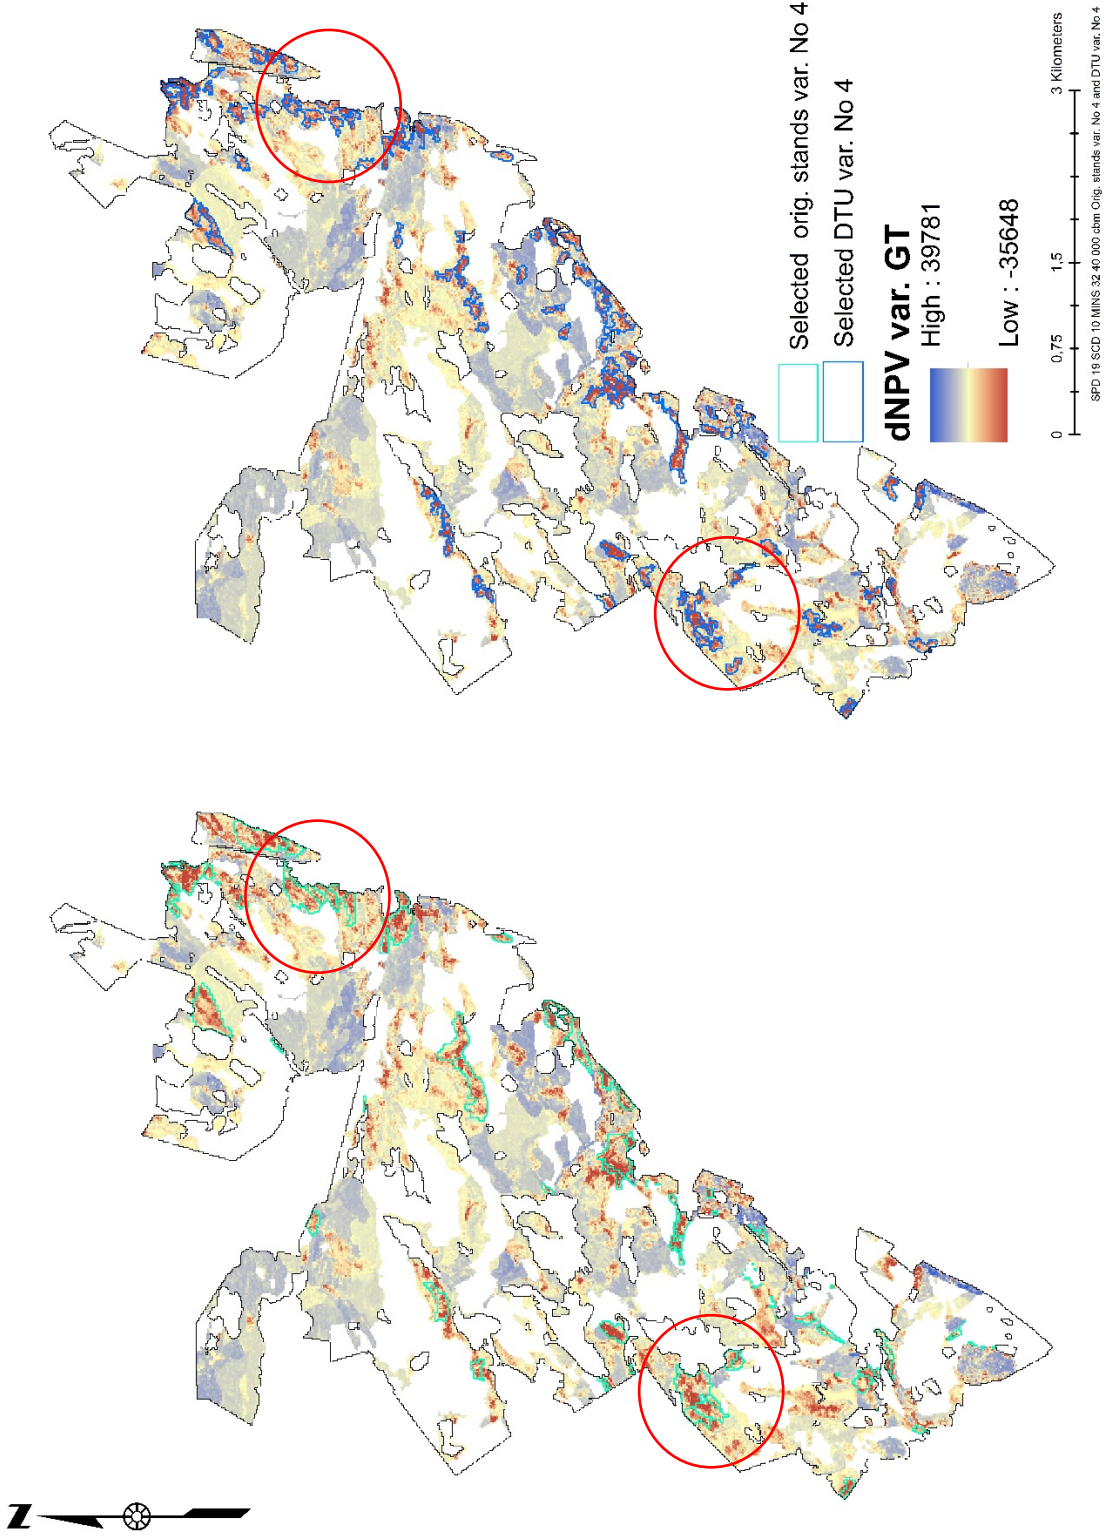 Selected orig. stands var. No 4
Selected DTU var. No 4
dNPV var. GT
High : 39781
Low : -35648
0 0.75 1.5 3 Kilometers
SPD 19 SCD 10 MINS 32 40 000 cbm Orig. stands var. No 4 and DTU var. No 4
N